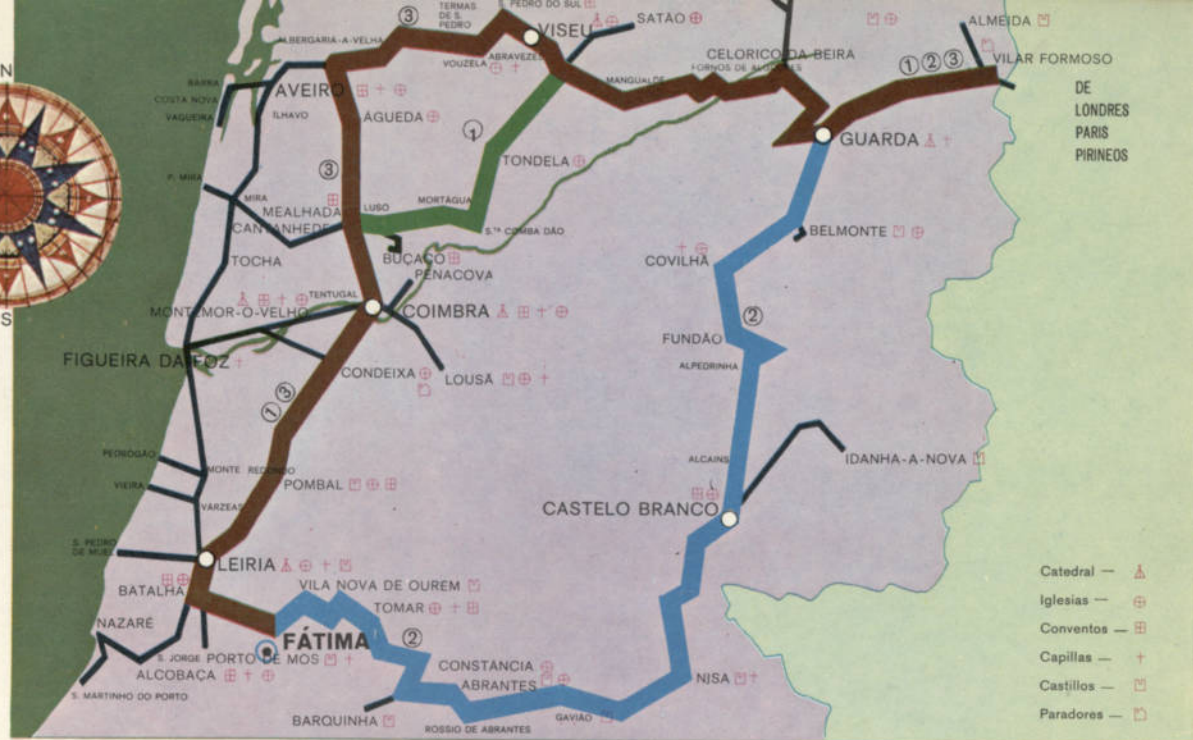 S. PEDRO DO SUL
TERMAS
DE S.
PEDRO
③
VISEU
SATÃO
ALMEIDA
ALBERGARIA-A-VELHA
VOUZELA
ABRAVEZES
CELORICO DA BEIRA
FORNOS DE ALGODRES
MANGUALDE
①②③
VILAR FORMOSO
N
BARRA
COSTA NOVA
VAGUEIRA
AVEIRO
ILHAVO
ÁGUEDA
①
DE
LONDRES
PARIS
PIRINEOS
GUARDA
TONDELA
③
P. MIRA
MIRA
MEALHADA
LUSO
MORTÁGUA
CANTANHEDE
S.TA COMBA DÃO
BELMONTE
BUÇACO
PENACOVA
TOCHA
COVILHÃ
TENTUGAL
MONTEMOR-O-VELHO
COIMBRA
S
②
FIGUEIRA DA FOZ
FUNDÃO
ALPEDRINHA
CONDEIXA
LOUSÃ
①③
PEDROGÃO
MONTE REDONDO
ALCAINS
IDANHA-A-NOVA
VIEIRA
POMBAL
VÁRZEAS
CASTELO BRANCO
S. PEDRO
DE MUEL
LEIRIA
BATALHA
VILA NOVA DE OUREM
TOMAR
NAZARÉ
FÁTIMA
②
S. JORGE
PORTO DE MOS
ALCOBAÇA
CONSTANCIA
ABRANTES
NISA
S. MARTINHO DO PORTO
BARQUINHA
ROSSIO DE ABRANTES
GAVIÃO
Catedral —
Iglesias —
Conventos —
Capillas —
Castillos —
Paradores —